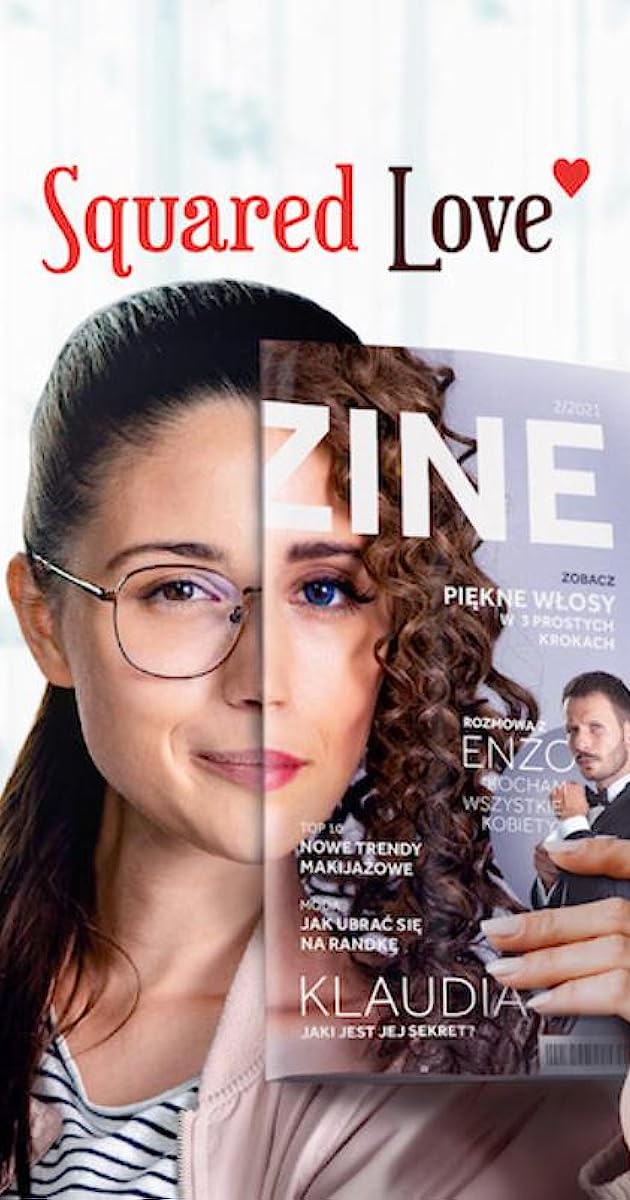 Squared Love
ZINE
2/2021
ZOBACZ
PIĘKNE WŁOSY
W 3 PROSTYCH
KROKACH
ROZMOWA Z
ENZO
KOCHAM
WSZYSTKIE
KOBIETY
TOP 10
NOWE TRENDY
MAKIJAŻOWE
MODA
JAK UBRAĆ SIĘ
NA RANDKĘ
KLAUDIA
JAKI JEST JEJ SEKRET?